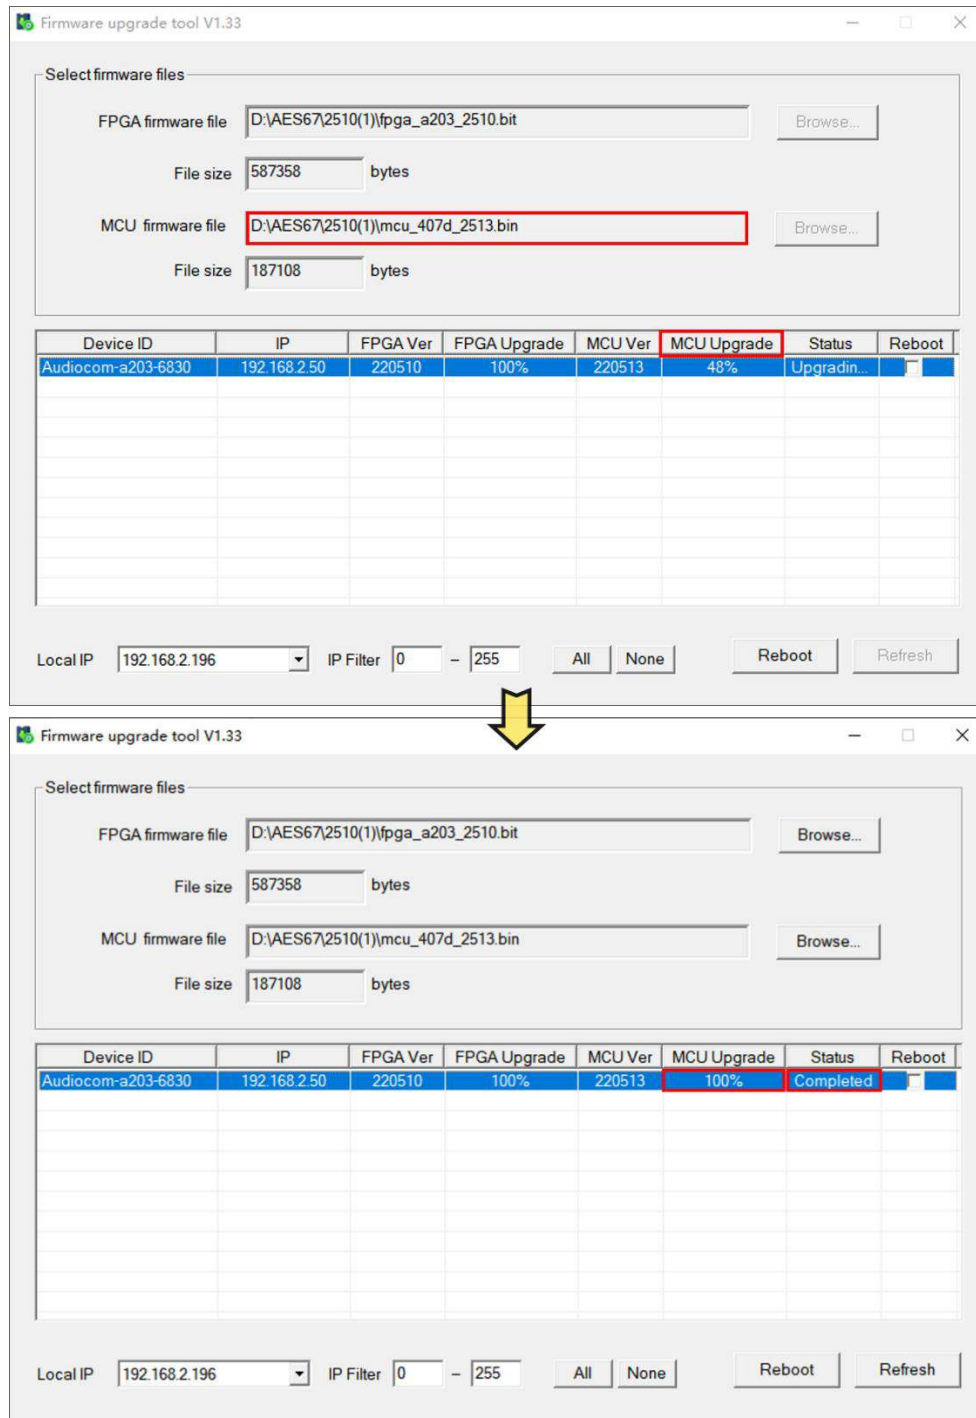 Firmware upgrade tool V1.33
Select firmware files
FPGA firmware file D:\AES67\2510(1)\fpga_a203_2510.bit Browse...
File size 587358 bytes
MCU firmware file D:\AES67\2510(1)\mcu_407d_2513.bin Browse...
File size 187108 bytes
Device ID IP FPGA Ver FPGA Upgrade MCU Ver MCU Upgrade Status Reboot
Audiocom-a203-6830 192.168.2.50 220510 100% 220513 48% Upgradin...
Local IP 192.168.2.196 IP Filter 0 – 255 All None Reboot Refresh
Firmware upgrade tool V1.33
Select firmware files
FPGA firmware file D:\AES67\2510(1)\fpga_a203_2510.bit Browse...
File size 587358 bytes
MCU firmware file D:\AES67\2510(1)\mcu_407d_2513.bin Browse...
File size 187108 bytes
Device ID IP FPGA Ver FPGA Upgrade MCU Ver MCU Upgrade Status Reboot
Audiocom-a203-6830 192.168.2.50 220510 100% 220513 100% Completed
Local IP 192.168.2.196 IP Filter 0 – 255 All None Reboot Refresh